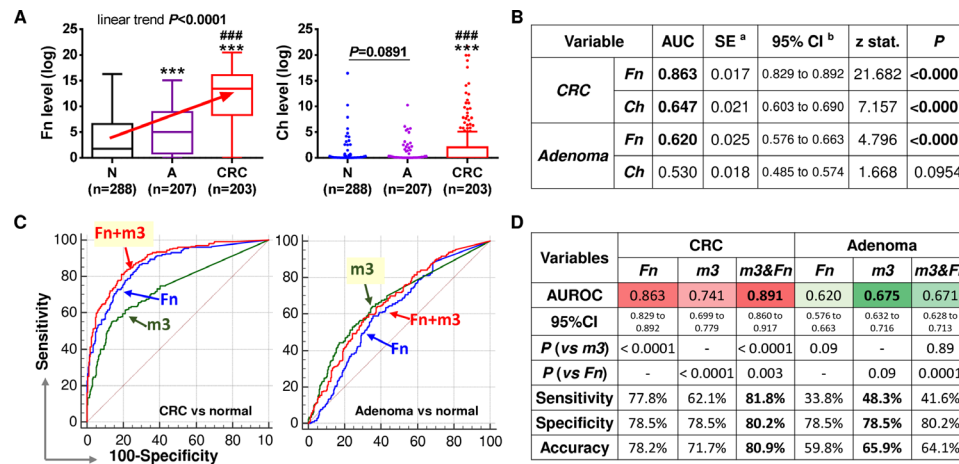 A
linear trend P<0.0001
###
***
***
Fn level (log)
25
20
15
10
5
0
N
A
CRC
(n=288)
(n=207)
(n=203)
###
***
P=0.0891
Ch level (log)
25
20
15
10
5
0
N
A
CRC
(n=288)
(n=207)
(n=203)
B
Variable AUC SE a 95% CI b z stat. P
CRC Fn 0.863 0.017 0.829 to 0.892 21.682 <0.000
Ch 0.647 0.021 0.603 to 0.690 7.157 <0.000
Adenoma Fn 0.620 0.025 0.576 to 0.663 4.796 <0.000
Ch 0.530 0.018 0.485 to 0.574 1.668 0.0954
C
Fn+m3
Fn
m3
CRC vs normal
Sensitivity
100
80
60
40
20
0
0 20 40 60 80 10
100-Specificity
m3
Fn+m3
Fn
Adenoma vs normal
100
80
60
40
20
0
0 20 40 60 80 100
D
Variables CRC Adenoma
Fn m3 m3&Fn Fn m3 m3&Fn
AUROC 0.863 0.741 0.891 0.620 0.675 0.671
95%CI 0.829 to 0.699 to 0.860 to 0.576 to 0.632 to 0.628 to
0.892 0.779 0.917 0.663 0.716 0.713
P (vs m3) < 0.0001 - <0.0001 0.09 - 0.89
P (vs Fn) - < 0.0001 0.003 - 0.09 0.0001
Sensitivity 77.8% 62.1% 81.8% 33.8% 48.3% 41.6%
Specificity 78.5% 78.5% 80.2% 78.5% 78.5% 80.2%
Accuracy 78.2% 71.7% 80.9% 59.8% 65.9% 64.1%